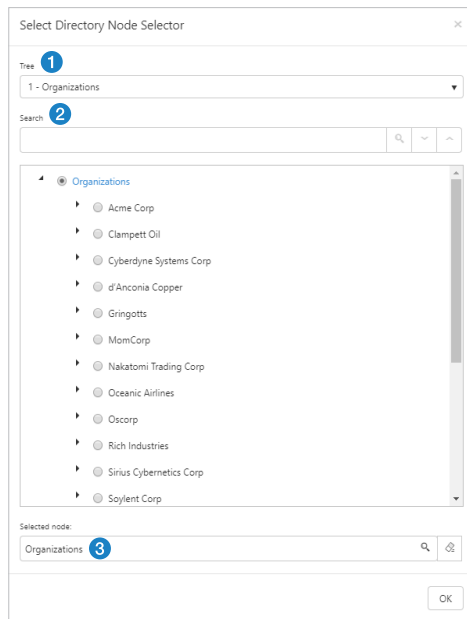 Select Directory Node Selector
Tree 1
1 - Organizations
Search 2
Organizations
Acme Corp
Clampett Oil
Cyberdyne Systems Corp
d'Anconia Copper
Gringotts
MomCorp
Nakatomi Trading Corp
Oceanic Airlines
Oscorp
Rich Industries
Sirius Cybernetics Corp
Soylent Corp
Selected node:
Organizations 3
OK